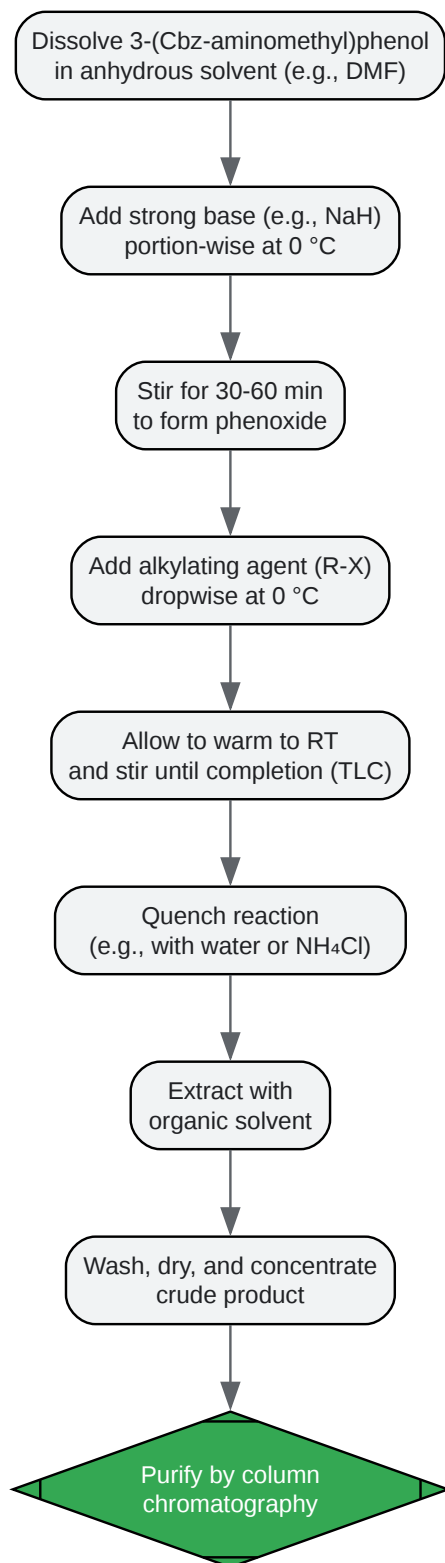 Dissolve 3-(Cbz-aminomethyl)phenol
in anhydrous solvent (e.g., DMF)
Add strong base (e.g., NaH)
portion-wise at 0 °C
Stir for 30-60 min
to form phenoxide
Add alkylating agent (R-X)
dropwise at 0 °C
Allow to warm to RT
and stir until completion (TLC)
Quench reaction
(e.g., with water or NH₄Cl)
Extract with
organic solvent
Wash, dry, and concentrate
crude product
Purify by column
chromatography